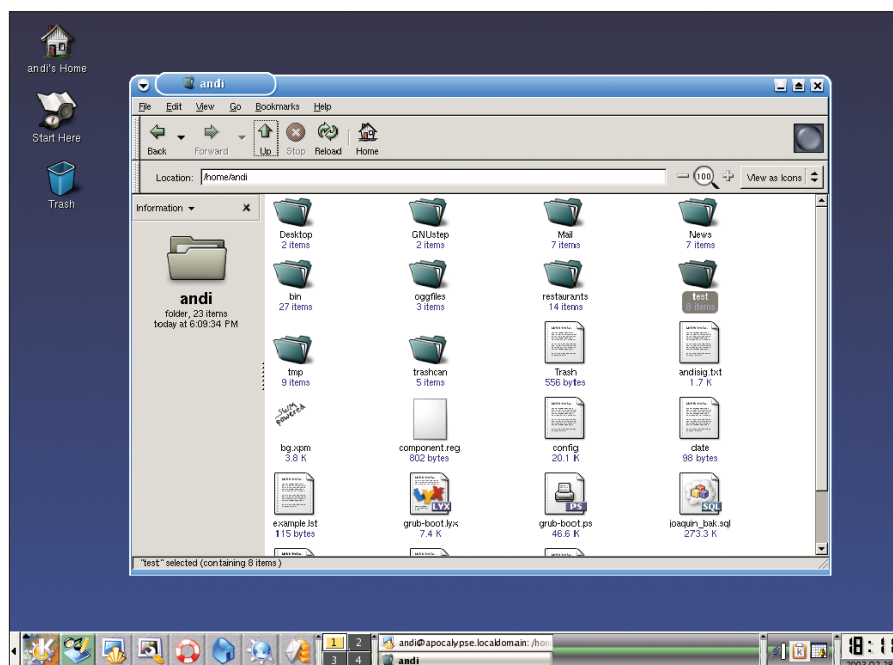 andi's Home
Start Here
Trash
andi
File Edit View Go Bookmarks Help
Back Forward Up Stop Reload Home
Location: /home/andi 100 View as Icons
Information
andi
folder, 23 items
today at 6:09:34 PM
Desktop
2 items
GNUstep
2 items
Mail
7 items
News
7 items
bin
27 items
oggfiles
3 items
restaurants
14 items
test
8 items
tmp
9 items
trashcan
5 items
Trash
556 bytes
andisig.txt
1.7 K
SWIM powered
bg.xpm
3.8 K
component.reg
802 bytes
config
20.1 K
date
98 bytes
example.lst
115 bytes
LYX
grub-boot.lyx
7.4 K
PS
grub-boot.ps
46.6 K
SQL
joaquin_bak.sql
273.3 K
"test" selected (containing 8 items)
1 2
3 4
andi@apocalypse.localdomain: /hom
andi